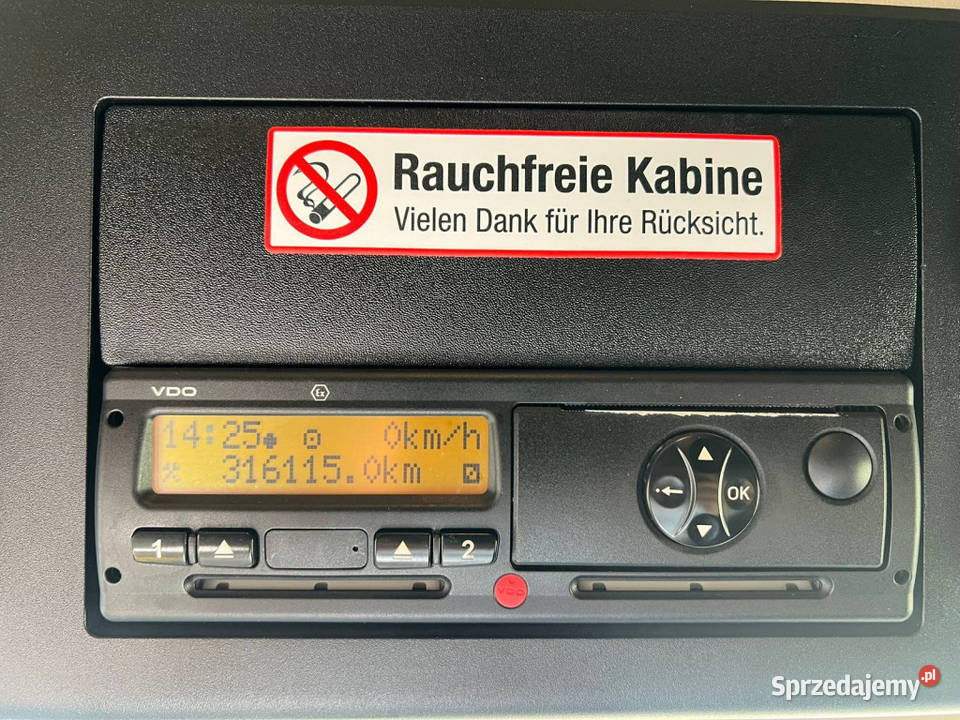 Rauchfreie Kabine
Vielen Dank für Ihre Rücksicht.
VDO
Ex
14:25 0km/h
316115.0km
OK
1
2
VDO
Sprzedajemy.pl